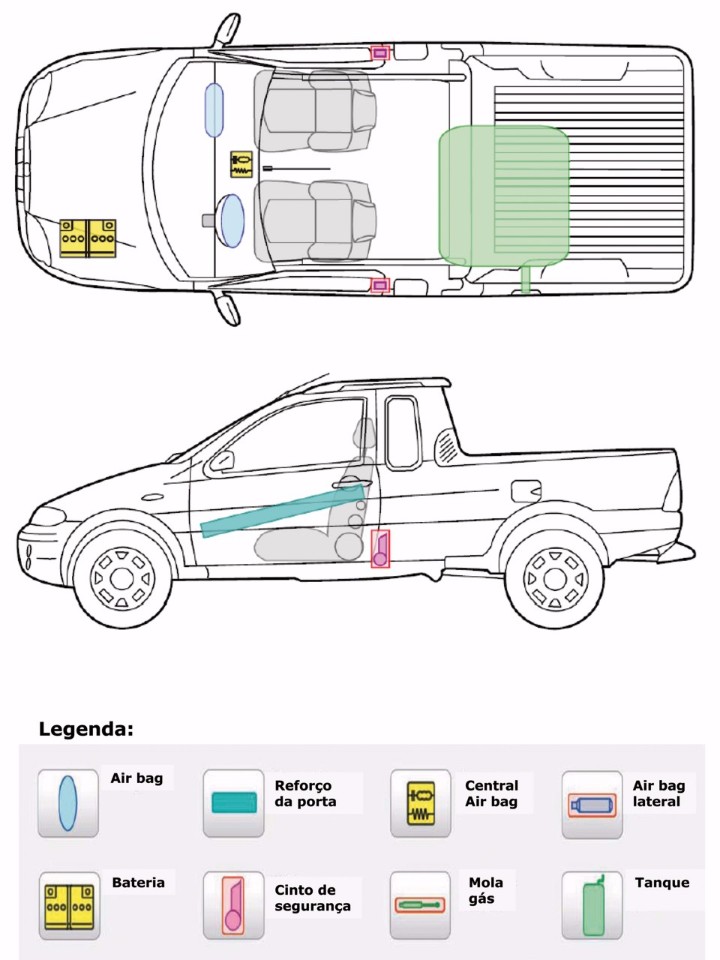 Legenda:
Air bag
Reforço
da porta
Central
Air bag
Air bag
lateral
Bateria
Cinto de
segurança
Mola
gás
Tanque